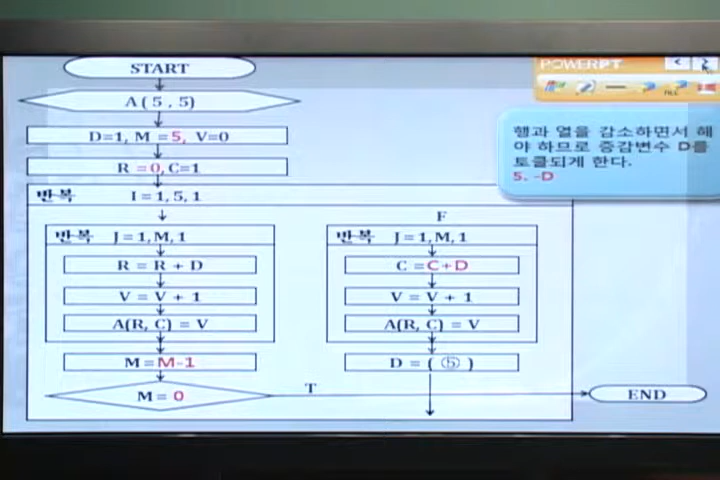 START
POWERPT
A ( 5 , 5)
행과 열을 감소하면서 해
야 하므로 증감변수 D를
토클되게 한다.
5. -D
D=1, M =5, V=0
R =0,C=1
반복 I = 1, 5, 1
F
반복 J = 1, M, 1
R = R + D
V = V + 1
A(R, C) = V
M = M-1
M = 0
반복 J = 1, M, 1
C =C+D
V = V + 1
A(R, C) = V
D = ( ⑤ )
T
END